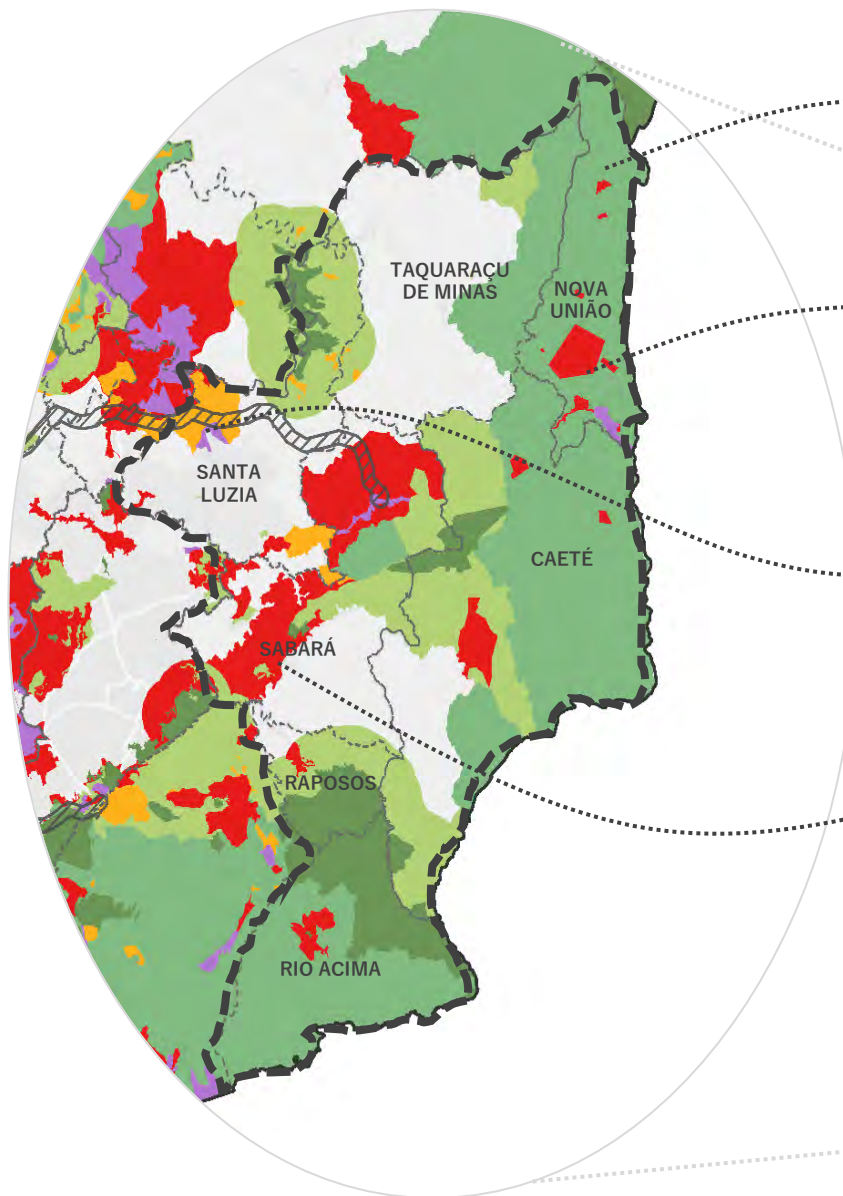 TAQUARAÇU
DE MINAS
NOVA
UNIÃO
SANTA
LUZIA
CAETÉ
SABARÁ
RAPOSOS
RIO ACIMA